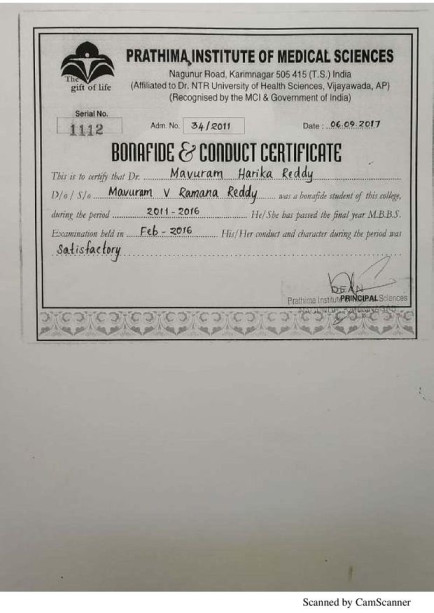 The
gift of life
PRATHIMA INSTITUTE OF MEDICAL SCIENCES
Nagunur Road, Karimnagar 505 415 (T.S.) India
(Affiliated to Dr. NTR University of Health Sciences, Vijayawada, AP)
(Recognised by the MCI & Government of India)
Serial No.
1112
Adm. No. 34/2011
Date : 06.09.2017
BONAFIDE & CONDUCT CERTIFICATE
This is to certify that Dr. Mavuram Harika Reddy
D/o / S/o Mavuram V Ramana Reddy was a bonafide student of this college,
during the period 2011-2016 He/She has passed the final year M.B.B.S.
Examination held in Feb-2016 His/Her conduct and character during the period was
Satisfactory
DEAN
PRINCIPAL
Prathima Institute Sciences
Scanned by CamScanner